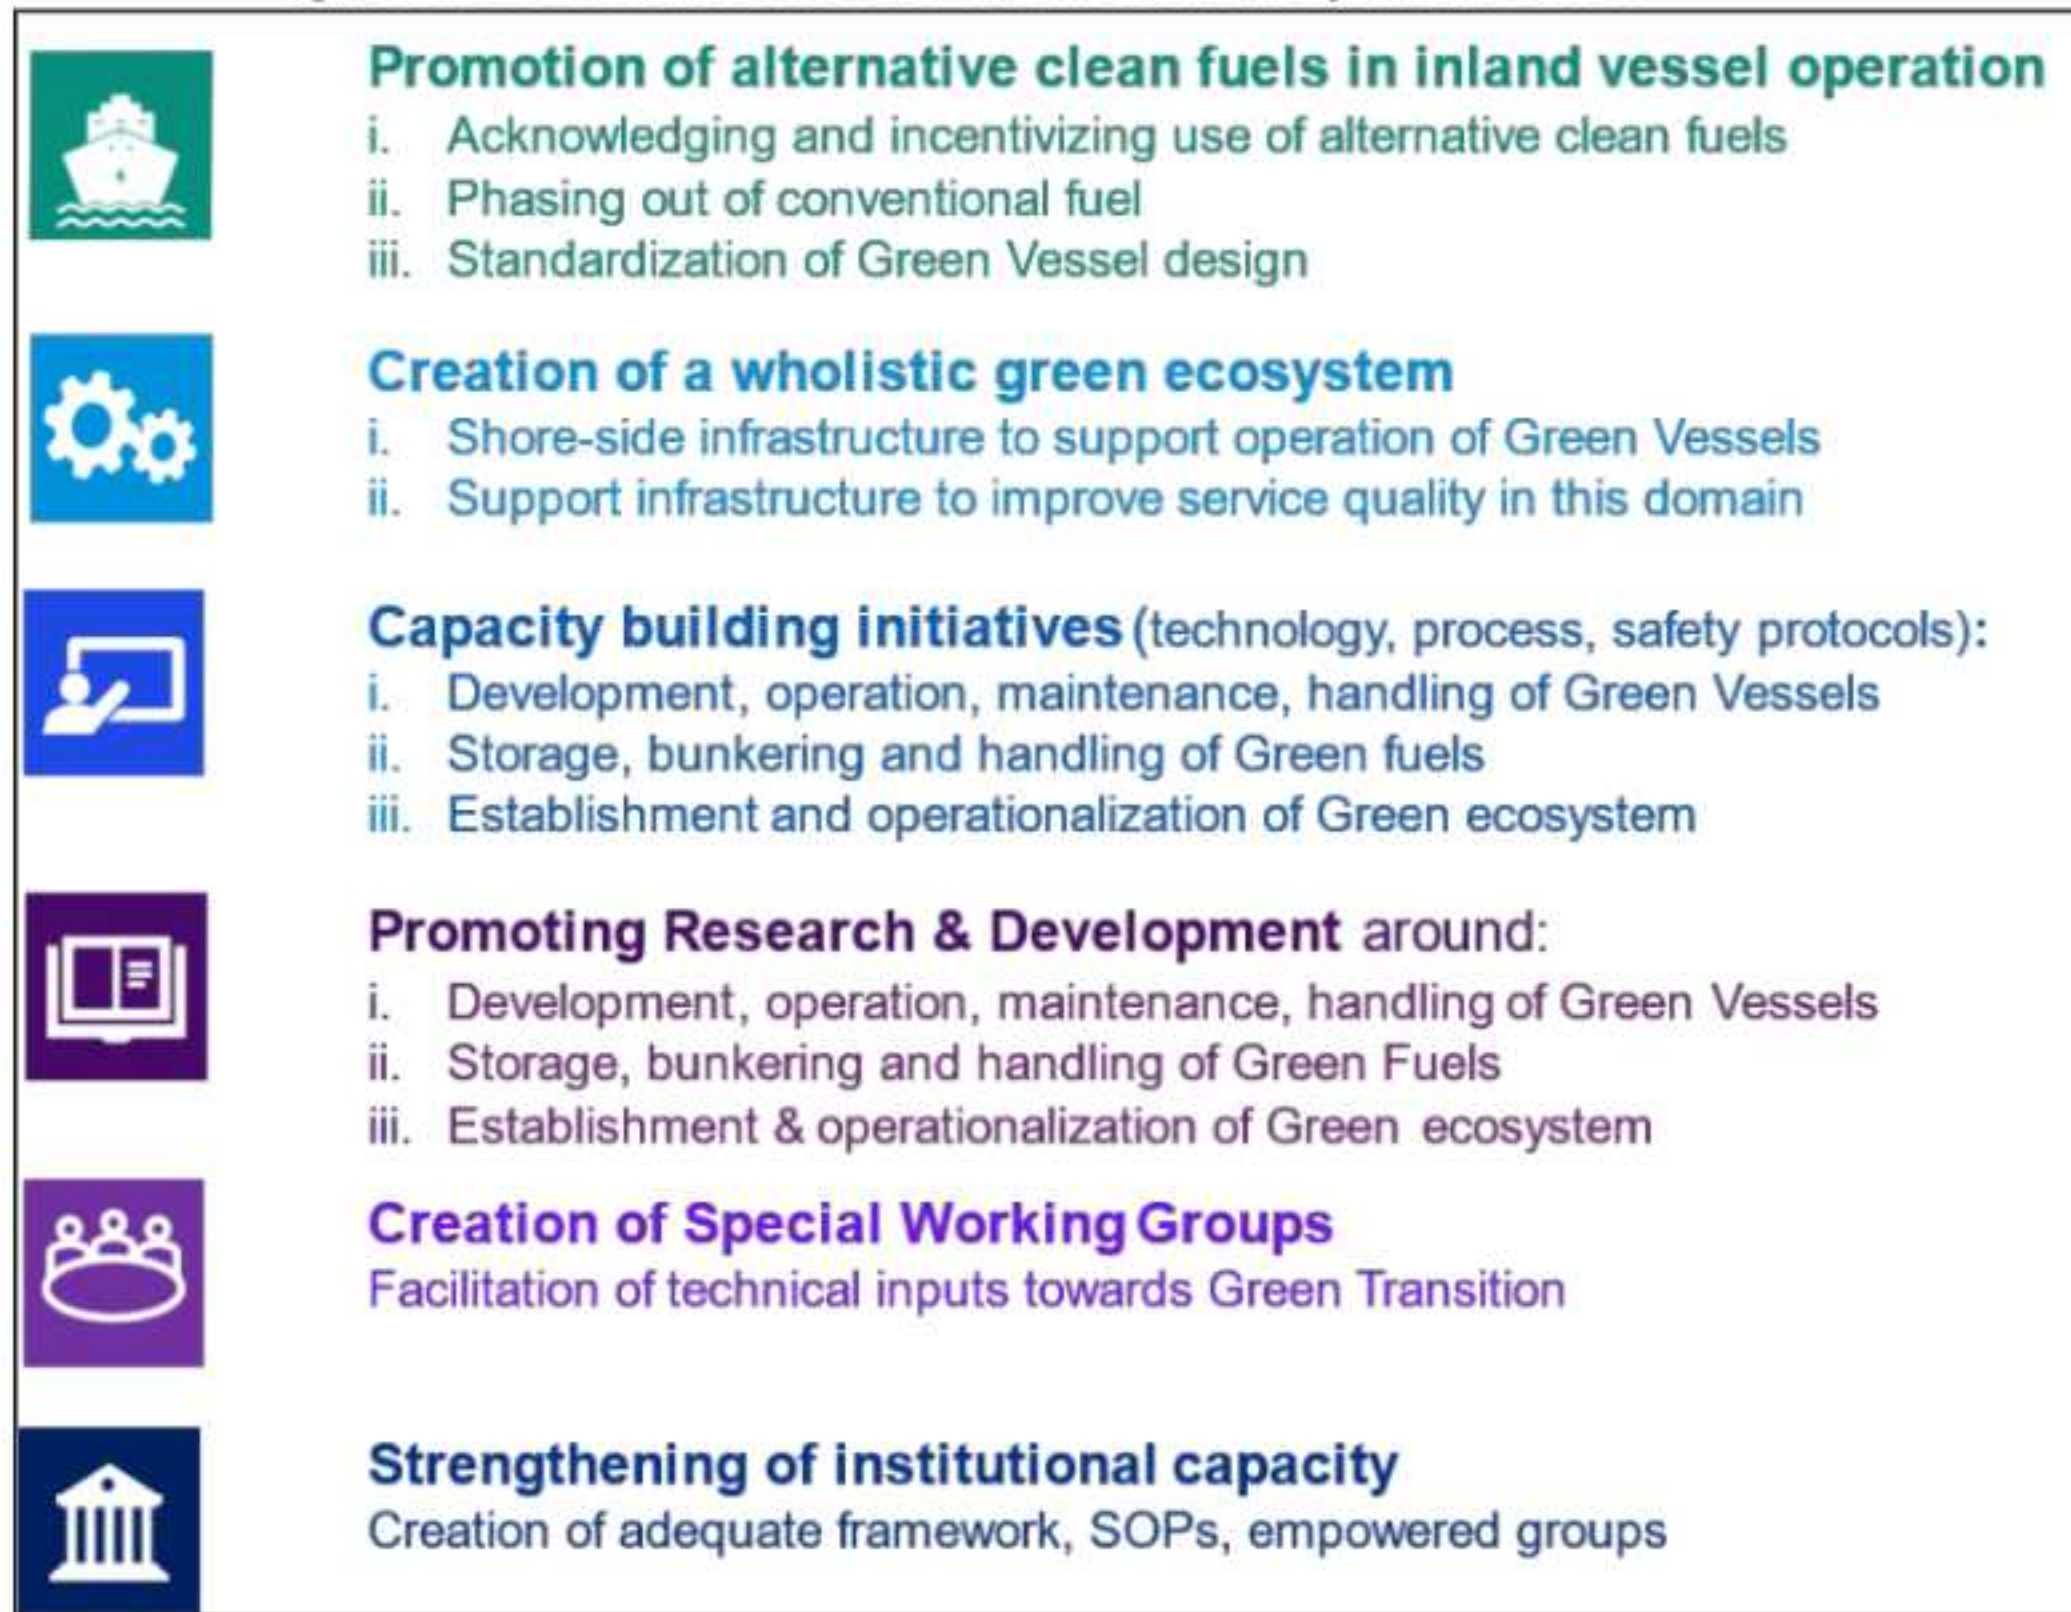 Promotion of alternative clean fuels in inland vessel operation
i. Acknowledging and incentivizing use of alternative clean fuels
ii. Phasing out of conventional fuel
iii. Standardization of Green Vessel design
Creation of a wholistic green ecosystem
i. Shore-side infrastructure to support operation of Green Vessels
ii. Support infrastructure to improve service quality in this domain
Capacity building initiatives (technology, process, safety protocols):
i. Development, operation, maintenance, handling of Green Vessels
ii. Storage, bunkering and handling of Green fuels
iii. Establishment and operationalization of Green ecosystem
Promoting Research & Development around:
i. Development, operation, maintenance, handling of Green Vessels
ii. Storage, bunkering and handling of Green Fuels
iii. Establishment & operationalization of Green ecosystem
Creation of Special Working Groups
Facilitation of technical inputs towards Green Transition
Strengthening of institutional capacity
Creation of adequate framework, SOPs, empowered groups